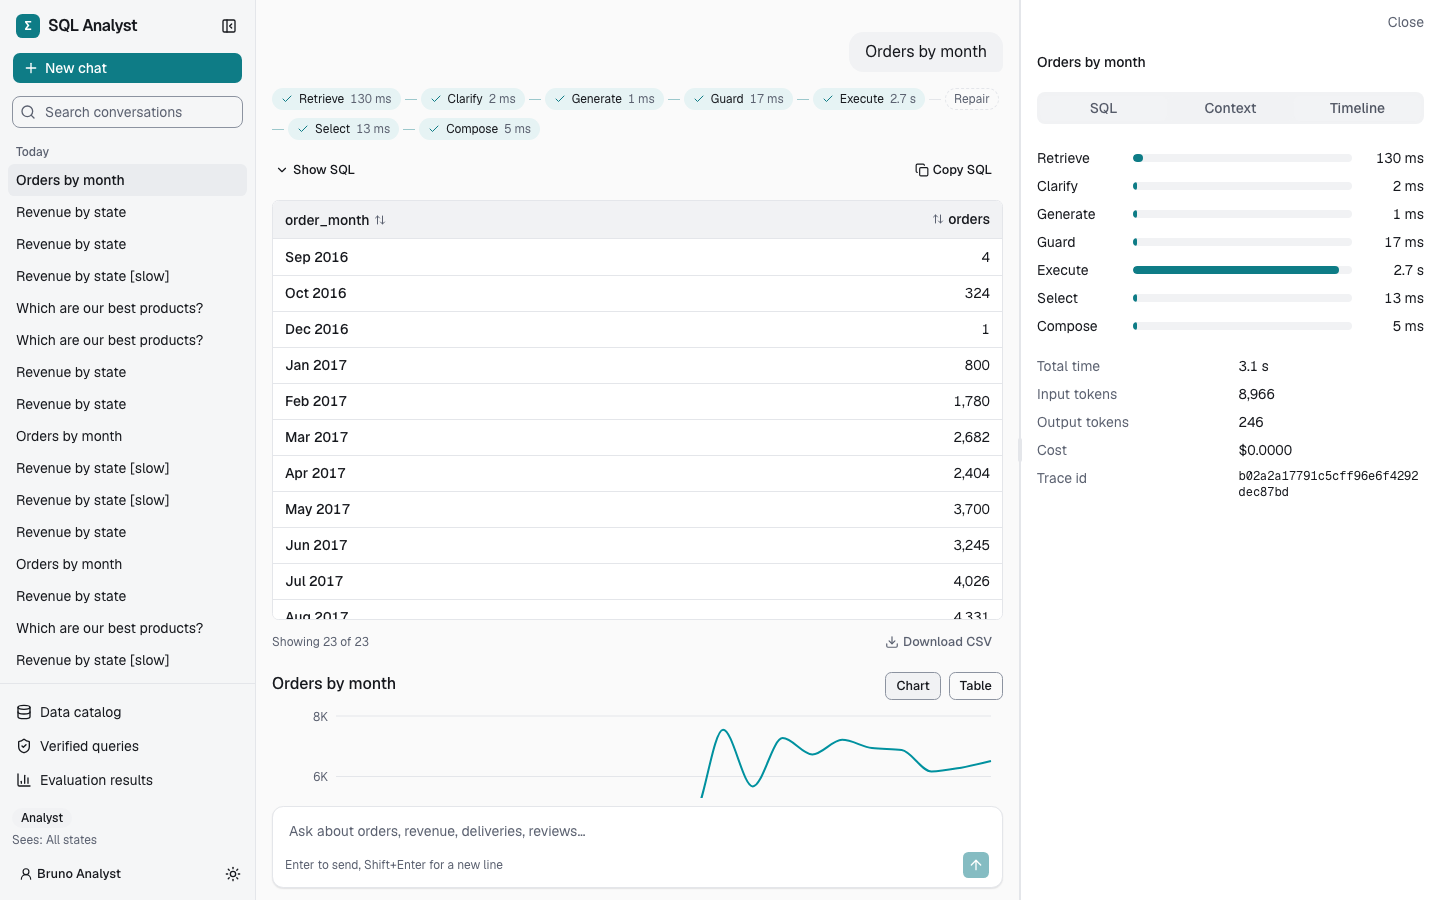 Σ SQL Analyst
New chat
Search conversations
Today
Orders by month
Revenue by state
Revenue by state
Revenue by state [slow]
Which are our best products?
Which are our best products?
Revenue by state
Revenue by state
Orders by month
Revenue by state [slow]
Revenue by state [slow]
Revenue by state
Orders by month
Revenue by state
Which are our best products?
Revenue by state [slow]
Data catalog
Verified queries
Evaluation results
Analyst
Sees: All states
Bruno Analyst
Orders by month
Retrieve 130 ms — Clarify 2 ms — Generate 1 ms — Guard 17 ms — Execute 2.7 s — Repair
— Select 13 ms — Compose 5 ms
Show SQL Copy SQL
order_month orders
Sep 2016 4
Oct 2016 324
Dec 2016 1
Jan 2017 800
Feb 2017 1,780
Mar 2017 2,682
Apr 2017 2,404
May 2017 3,700
Jun 2017 3,245
Jul 2017 4,026
Aug 2017 4,331
Showing 23 of 23 Download CSV
Orders by month Chart Table
8K
6K
Ask about orders, revenue, deliveries, reviews…
Enter to send, Shift+Enter for a new line
Close
Orders by month
SQL Context Timeline
Retrieve 130 ms
Clarify 2 ms
Generate 1 ms
Guard 17 ms
Execute 2.7 s
Select 13 ms
Compose 5 ms
Total time 3.1 s
Input tokens 8,966
Output tokens 246
Cost $0.0000
Trace id b02a2a17791c5cff96e6f4292
dec87bd